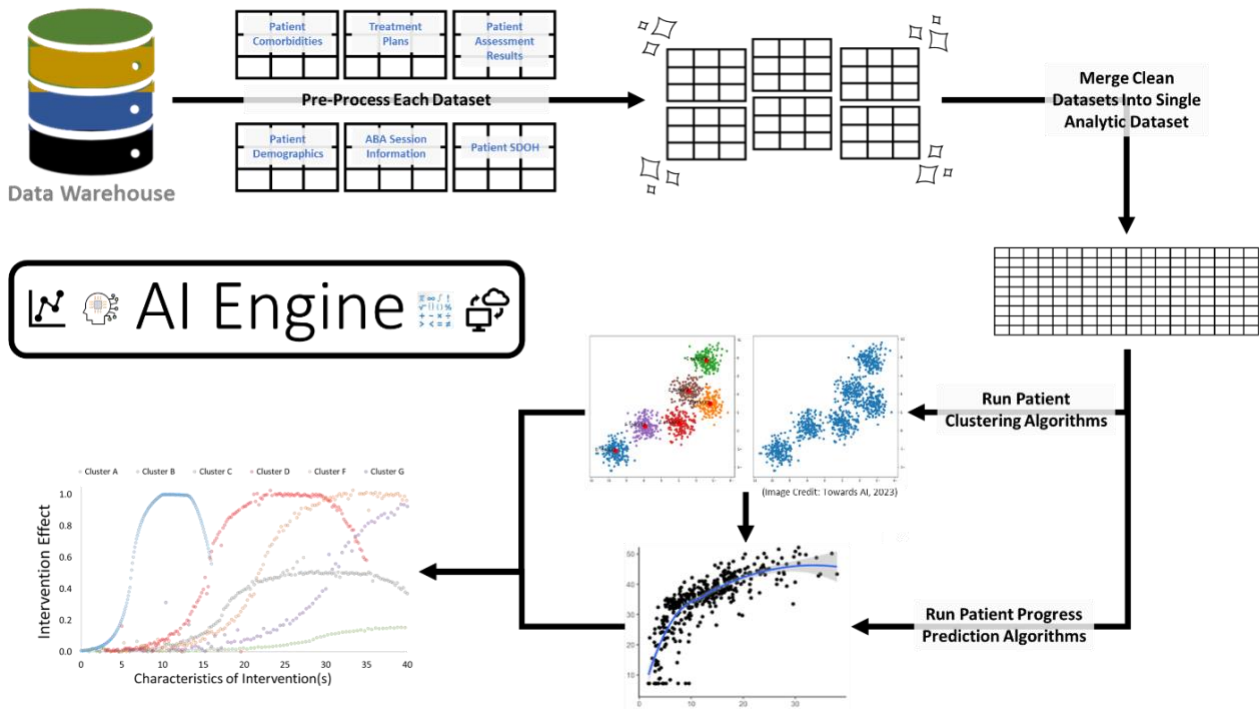 Patient
Comorbidities
Treatment
Plans
Patient
Assessment
Results
Pre-Process Each Dataset
Patient
Demographics
ABA Session
Information
Patient SDOH
Data Warehouse
Merge Clean
Datasets Into Single
Analytic Dataset
AI Engine
Run Patient
Clustering Algorithms
(Image Credit: Towards AI, 2023)
Cluster A Cluster B Cluster C Cluster D Cluster F Cluster G
Intervention Effect
1.0
0.8
0.6
0.4
0.2
0.0
0 5 10 15 20 25 30 35 40
Characteristics of Intervention(s)
50
40
30
20
10
0
0 10 20 30
Run Patient Progress
Prediction Algorithms